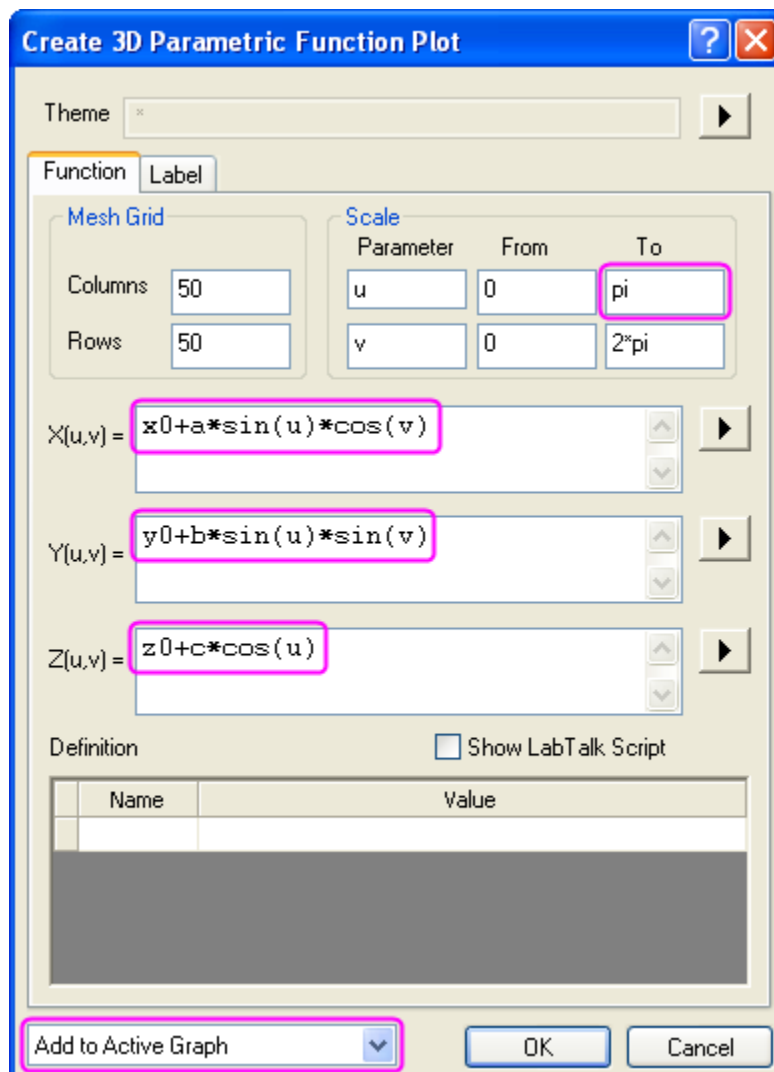 Create 3D Parametric Function Plot
Theme *
Function Label
Mesh Grid Scale
Parameter From To
Columns 50 u 0 pi
Rows 50 v 0 2*pi
X(u,v) = x0+a*sin(u)*cos(v)
Y(u,v) = y0+b*sin(u)*sin(v)
Z(u,v) = z0+c*cos(u)
Definition Show LabTalk Script
Name Value
Add to Active Graph OK Cancel